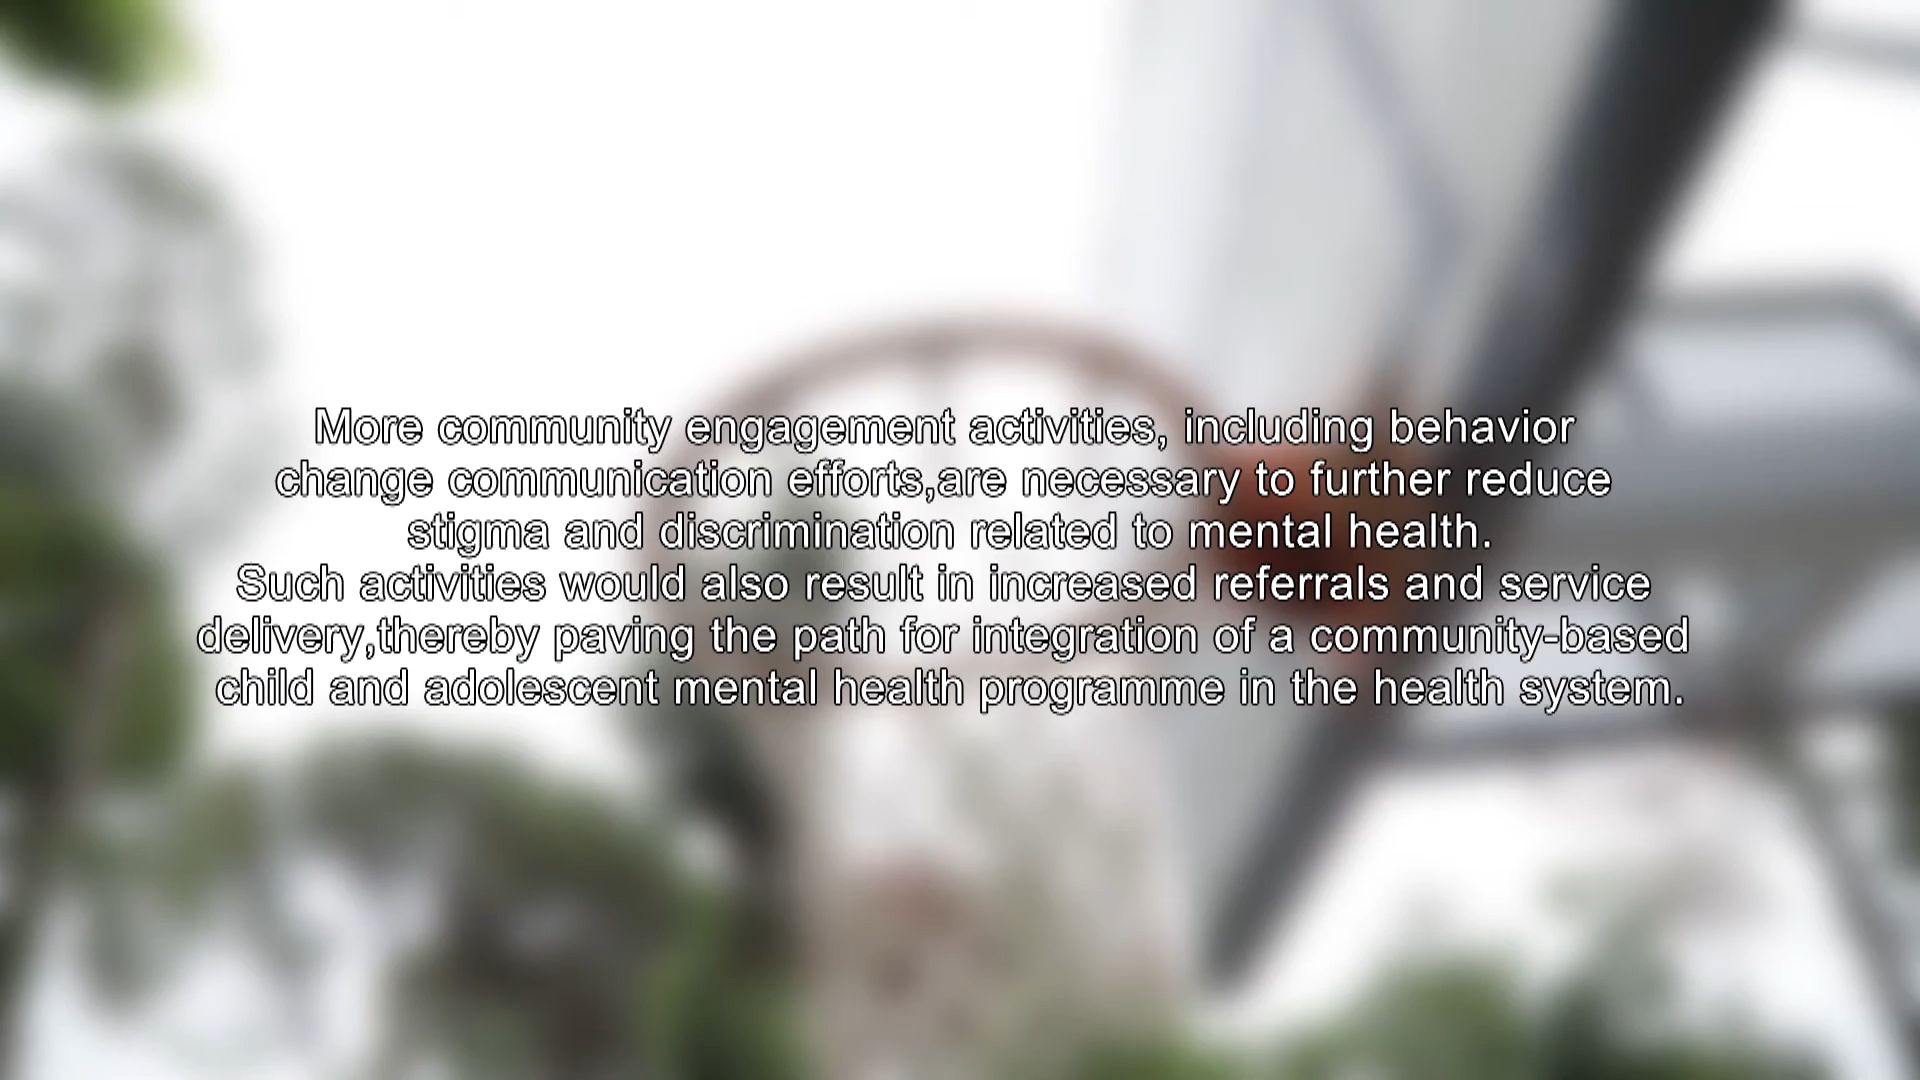 More community engagement activities, including behavior
change communication efforts,are necessary to further reduce
stigma and discrimination related to mental health.
Such activities would also result in increased referrals and service
delivery,thereby paving the path for integration of a community-based
child and adolescent mental health programme in the health system.